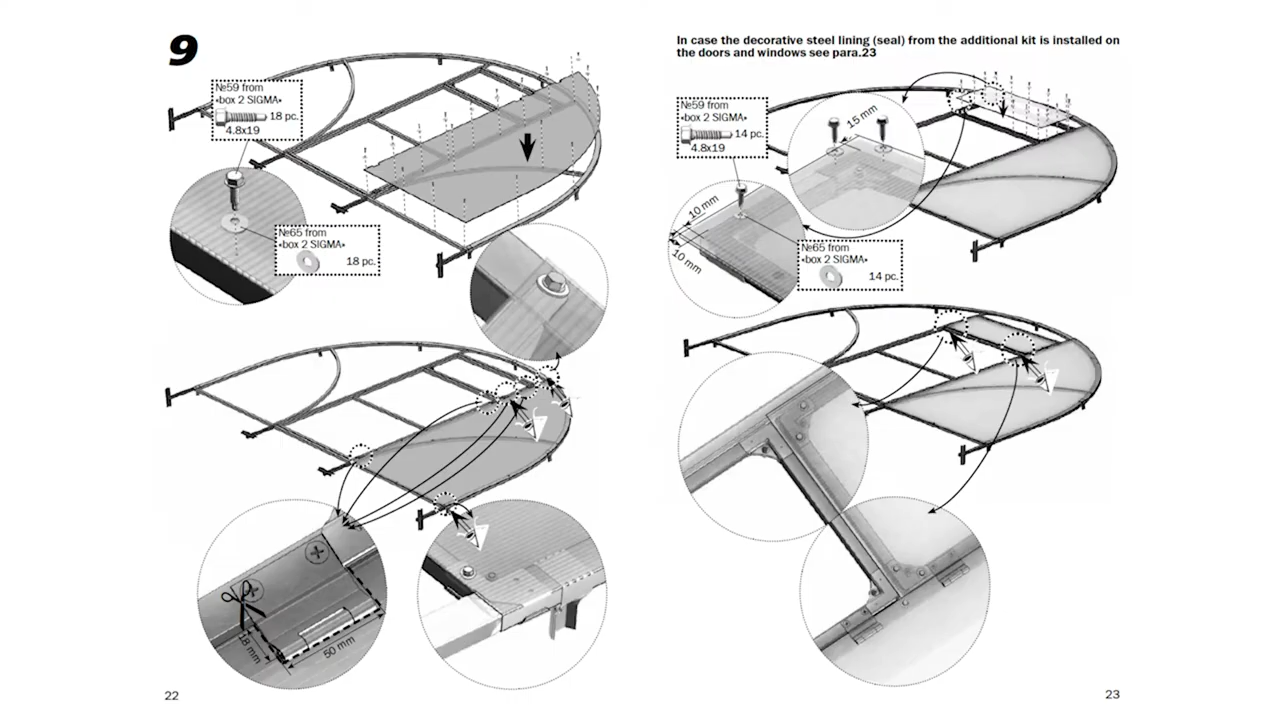 9
№59 from
•box 2 SIGMA•
18 pc.
4.8x19
№65 from
•box 2 SIGMA•
18 pc.
18 mm
50 mm
22
In case the decorative steel lining (seal) from the additional kit is installed on
the doors and windows see para.23
№59 from
•box 2 SIGMA•
14 pc.
4.8x19
15 mm
10 mm
10 mm
№65 from
•box 2 SIGMA•
14 pc.
23